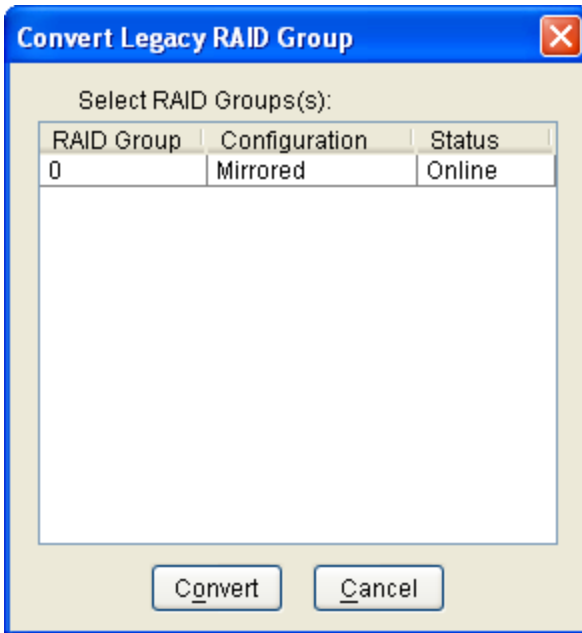 Convert Legacy RAID Group
Select RAID Groups(s):
RAID Group Configuration Status
0 Mirrored Online
Convert Cancel